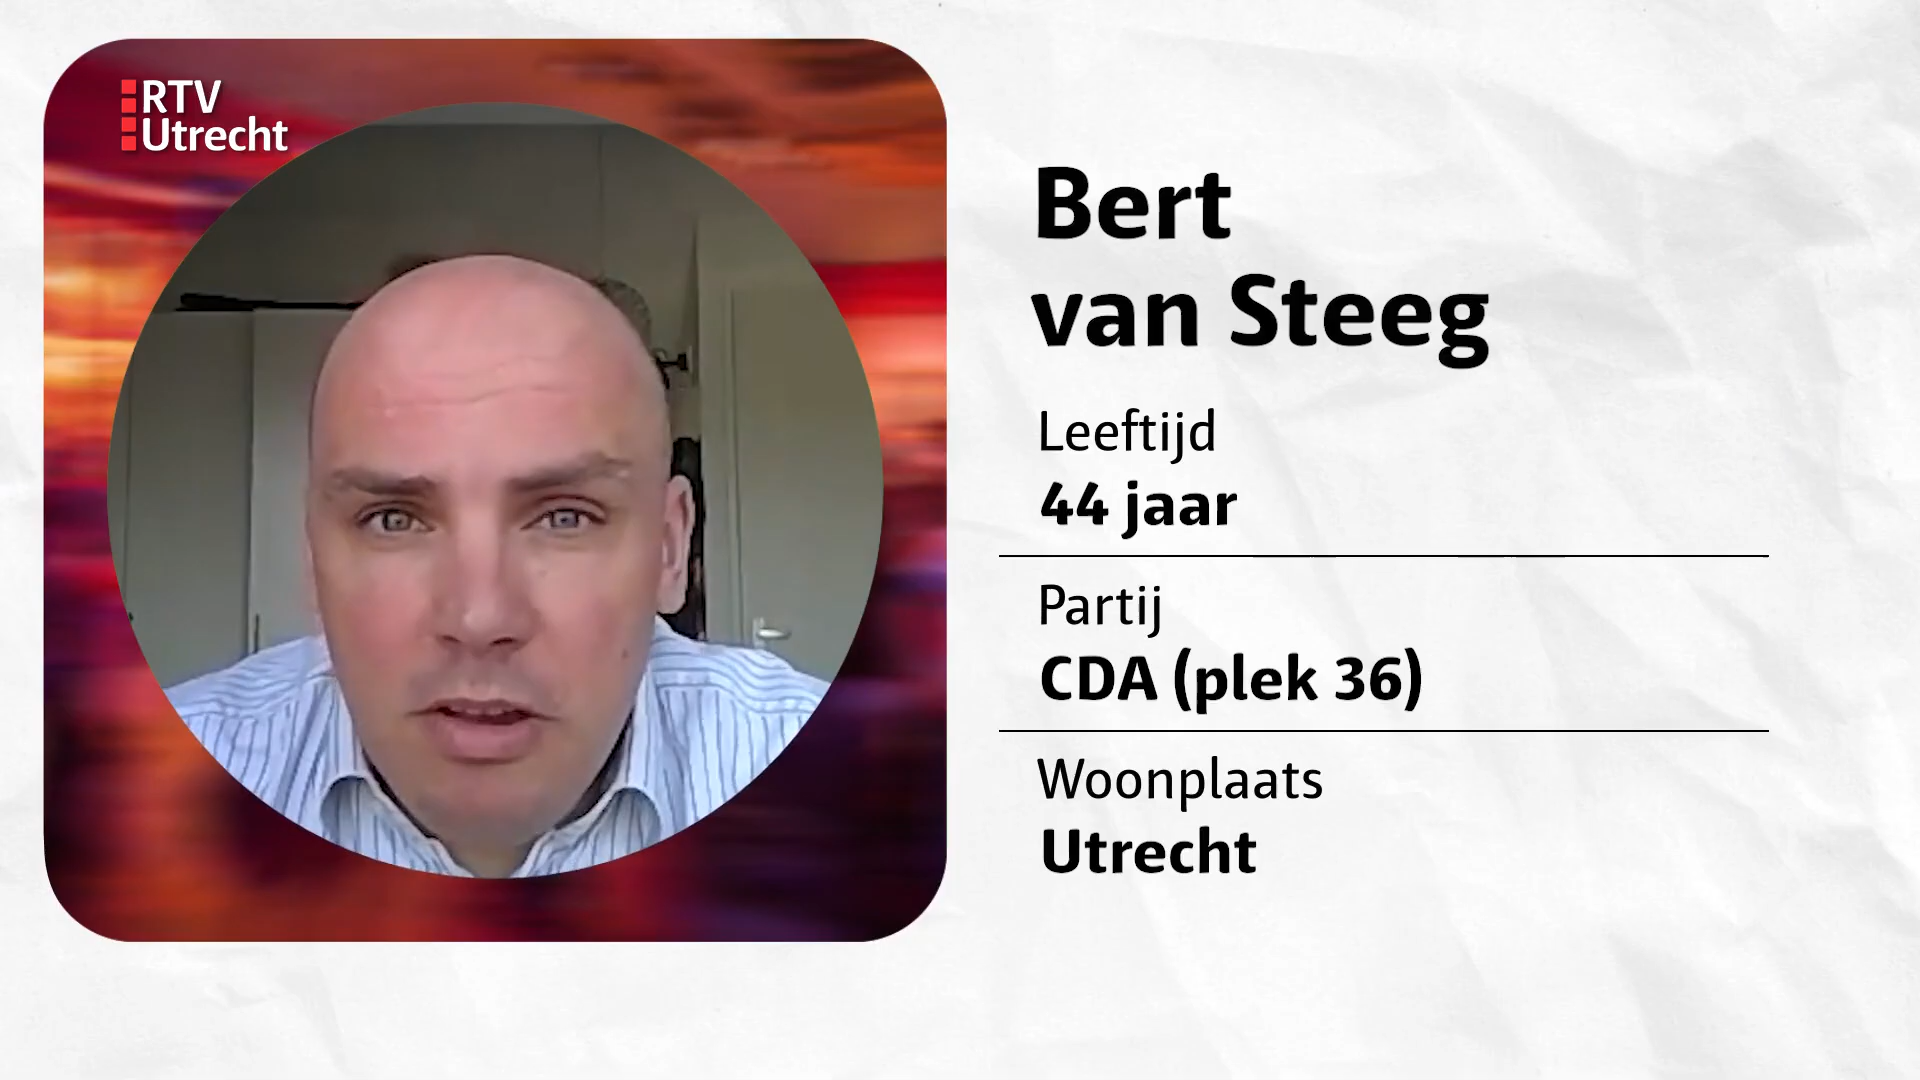 RTV
Utrecht
Bert
van Steeg
Leeftijd
44 jaar
Partij
CDA (plek 36)
Woonplaats
Utrecht